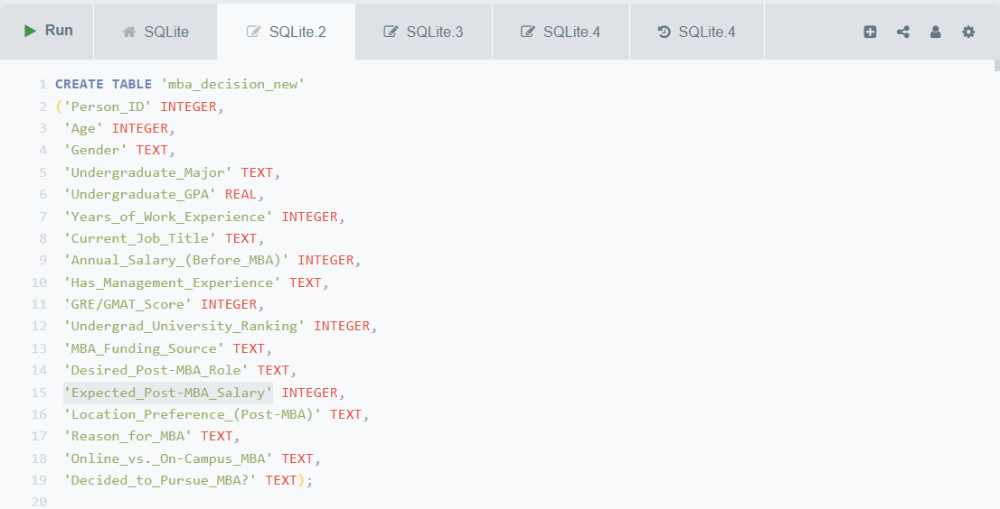 Run SQLite SQLite.2 SQLite.3 SQLite.4 SQLite.4
1 CREATE TABLE 'mba_decision_new'
2 ('Person_ID' INTEGER,
3 'Age' INTEGER,
4 'Gender' TEXT,
5 'Undergraduate_Major' TEXT,
6 'Undergraduate_GPA' REAL,
7 'Years_of_Work_Experience' INTEGER,
8 'Current_Job_Title' TEXT,
9 'Annual_Salary_(Before_MBA)' INTEGER,
10 'Has_Management_Experience' TEXT,
11 'GRE/GMAT_Score' INTEGER,
12 'Undergrad_University_Ranking' INTEGER,
13 'MBA_Funding_Source' TEXT,
14 'Desired_Post-MBA_Role' TEXT,
15 'Expected_Post-MBA_Salary' INTEGER,
16 'Location_Preference_(Post-MBA)' TEXT,
17 'Reason_for_MBA' TEXT,
18 'Online_vs._On-Campus_MBA' TEXT,
19 'Decided_to_Pursue_MBA?' TEXT);
20